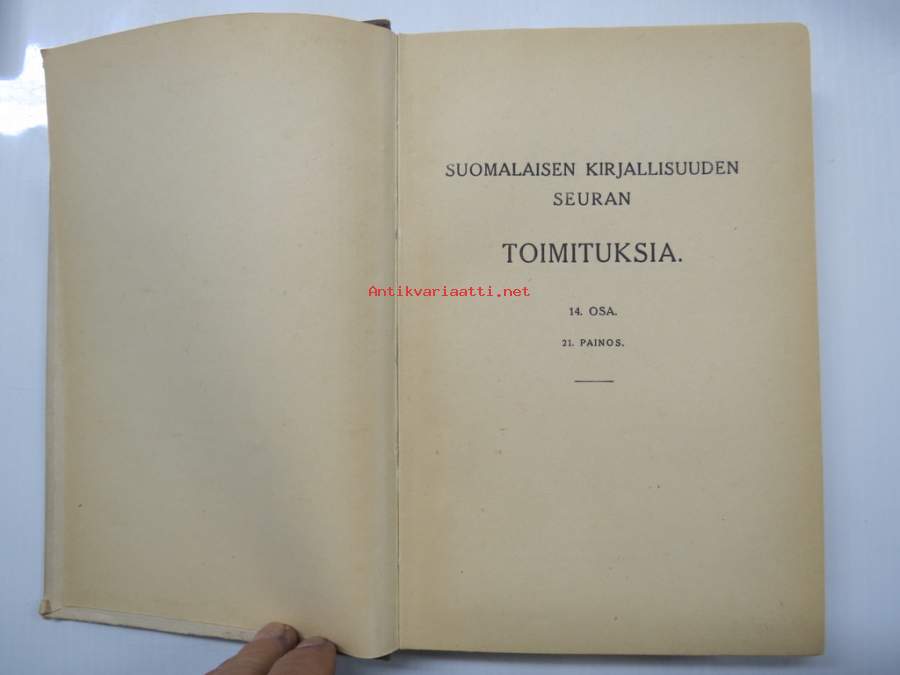 SUOMALAISEN KIRJALLISUUDEN
SEURAN
TOIMITUKSIA.
Antikvariaatti.net
14. OSA.
21. PAINOS.